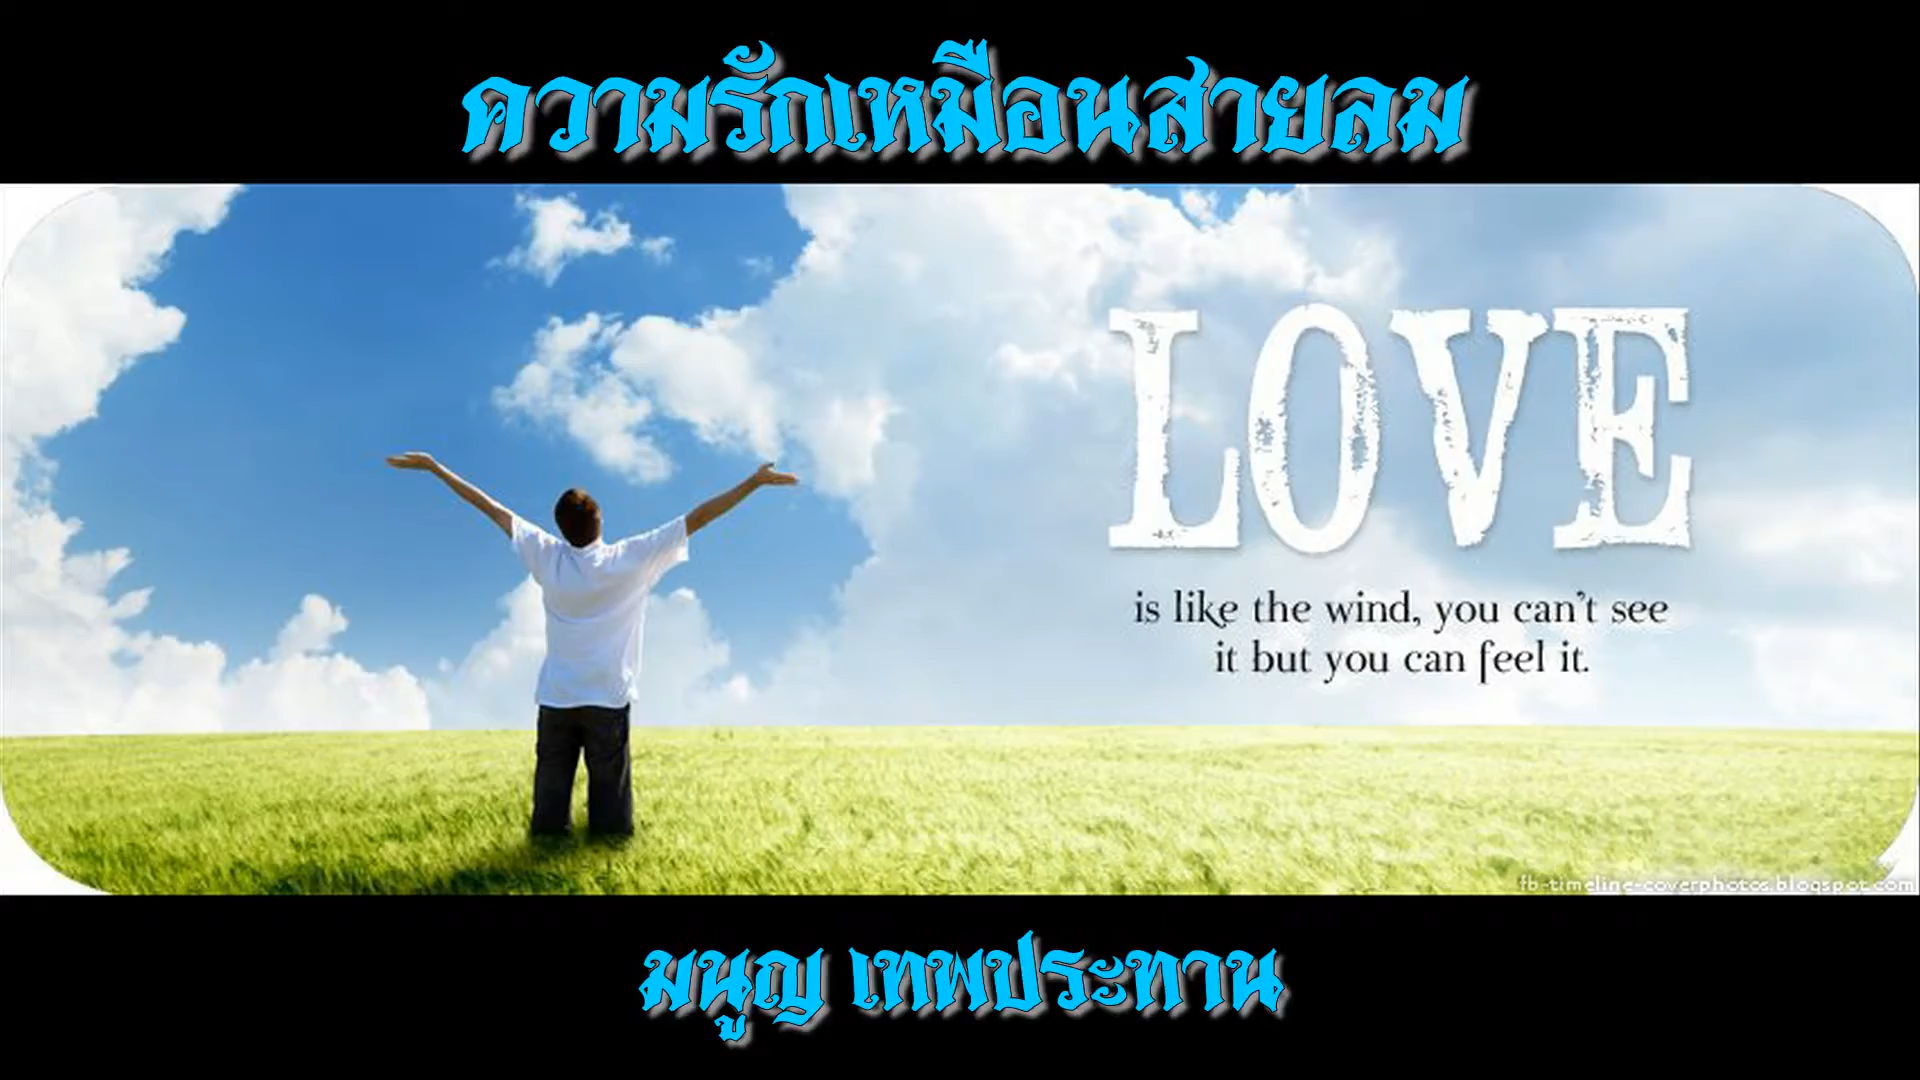 ความรักเหมือนสายลม
LOVE
is like the wind, you can't see
it but you can feel it.
fb-timeline-coverphotos.blogspot.com
มนูญ เทพประทาน